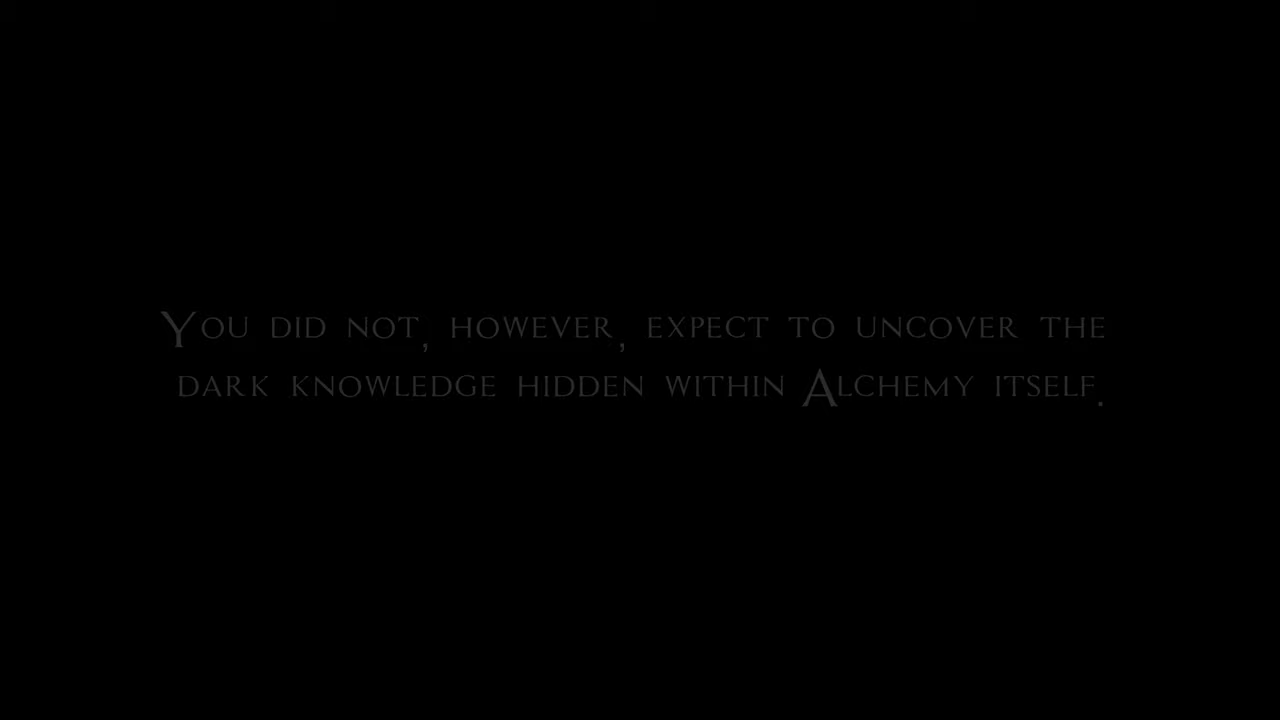 You did not, however, expect to uncover the
dark knowledge hidden within Alchemy itself.